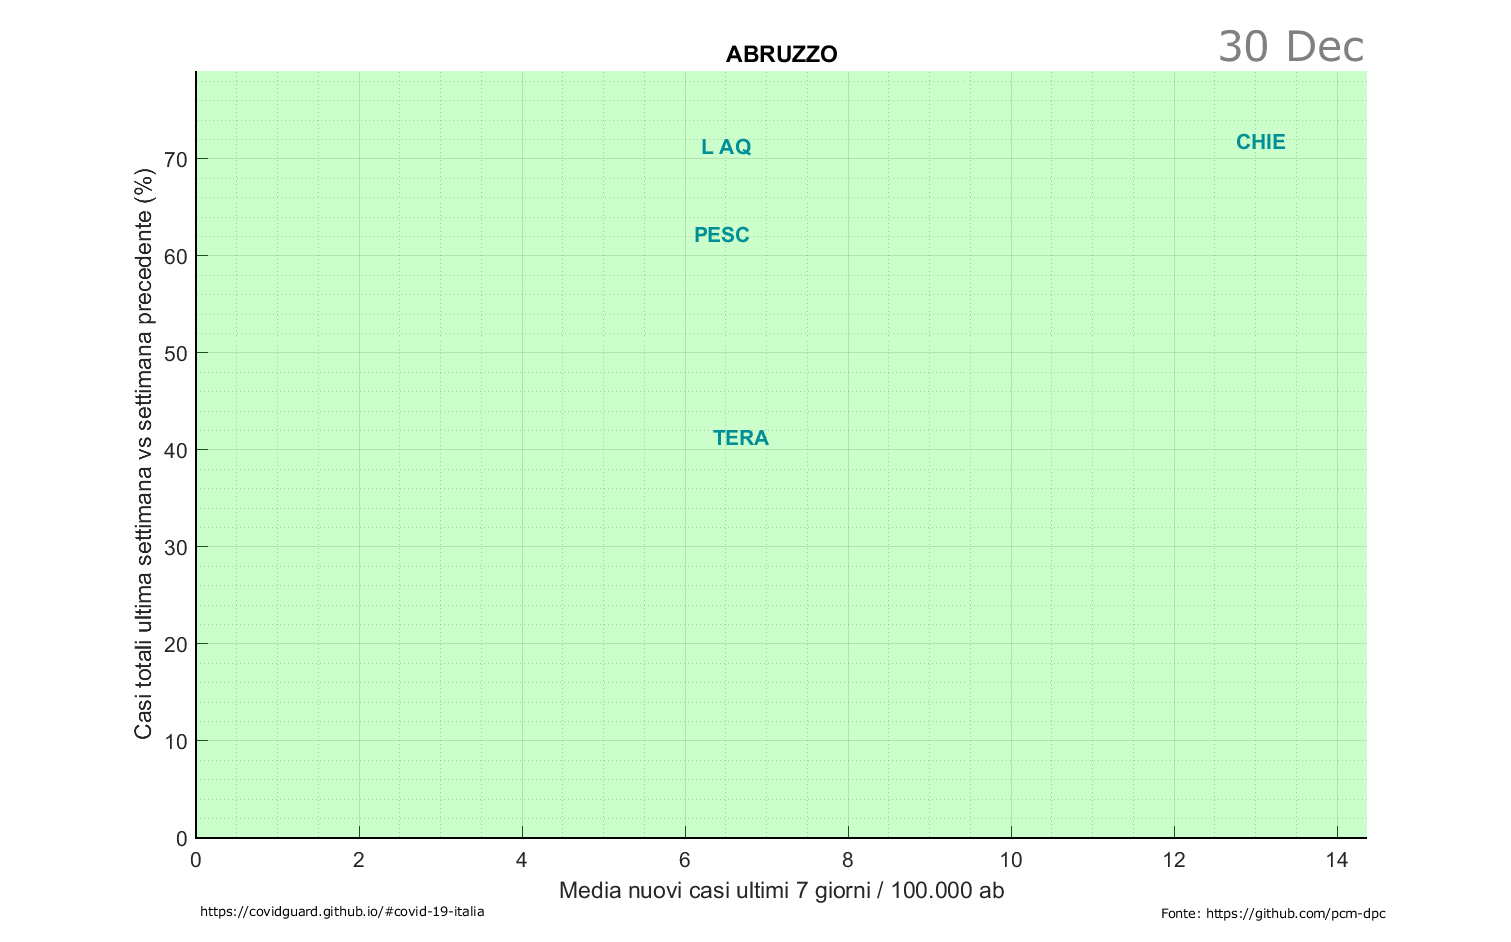 30 Dec
ABRUZZO
L AQ
CHIE
PESC
TERA
Casi totali ultima settimana vs settimana precedente (%)
70
60
50
40
30
20
10
0
0 2 4 6 8 10 12 14
Media nuovi casi ultimi 7 giorni / 100.000 ab
https://covidguard.github.io/#covid-19-italia
Fonte: https://github.com/pcm-dpc